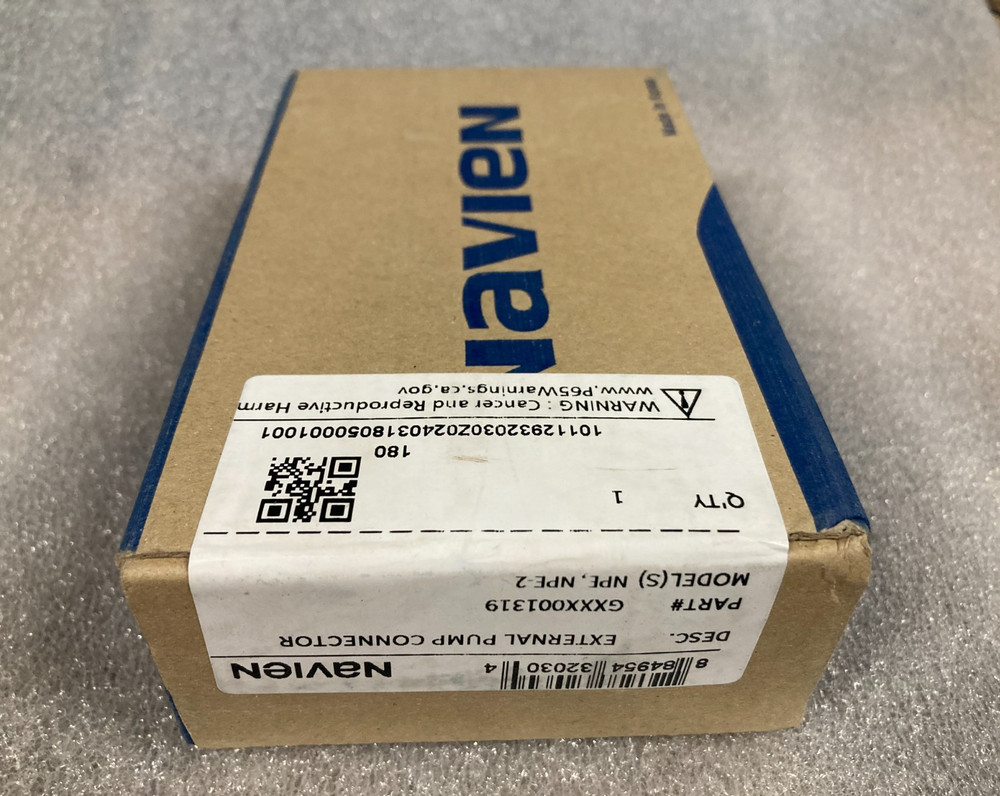 NAVIEN
Made in Korea
8 84954 32030 4
NAVIEN
DESC. EXTERNAL PUMP CONNECTOR
PART# GXXX001319
MODEL(S) NPE, NPE-2
Q'TY 1
180
10112932030Z02403180500001001
WARNING : Cancer and Reproductive Harm
www.P65Warnings.ca.gov